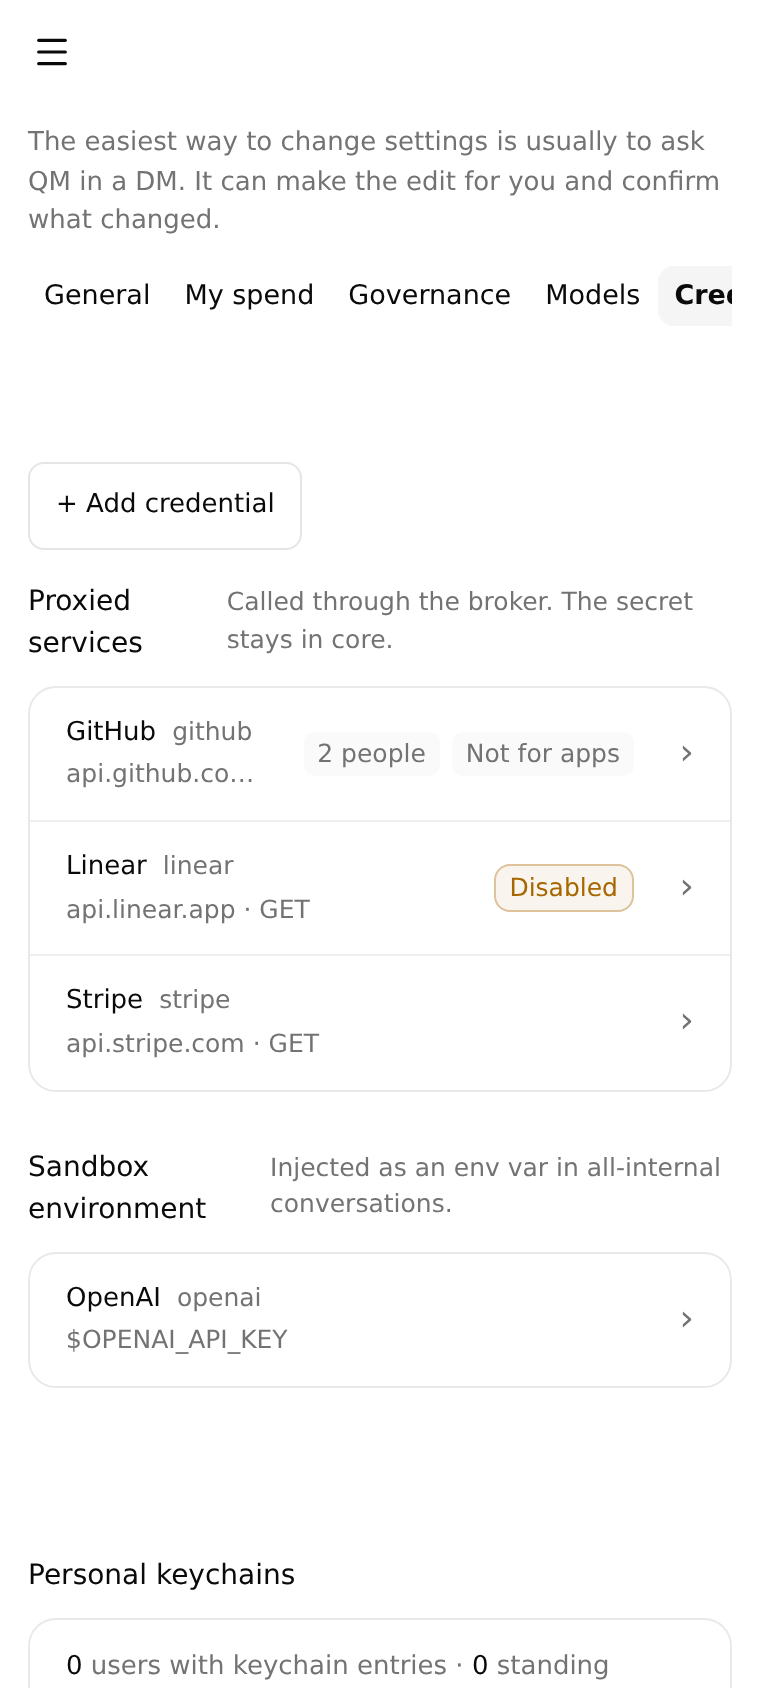 The easiest way to change settings is usually to ask
QM in a DM. It can make the edit for you and confirm
what changed.
General My spend Governance Models Cred
+ Add credential
Proxied
services
Called through the broker. The secret
stays in core.
GitHub github
api.github.co…
2 people Not for apps
Linear linear
api.linear.app · GET
Disabled
Stripe stripe
api.stripe.com · GET
Sandbox
environment
Injected as an env var in all-internal
conversations.
OpenAI openai
$OPENAI_API_KEY
Personal keychains
0 users with keychain entries · 0 standing